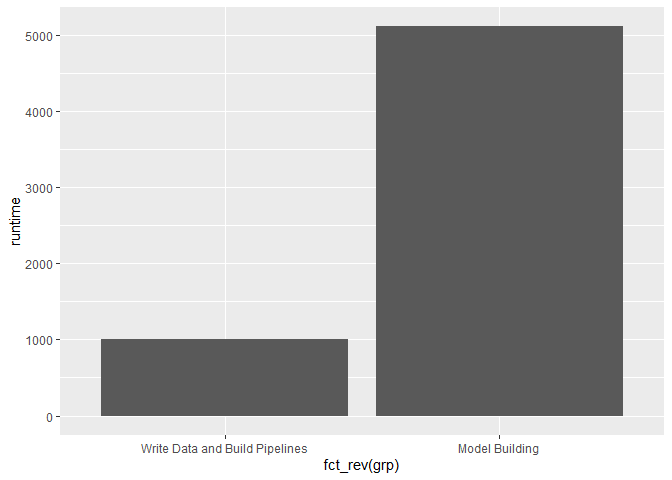 5000
4000
3000
2000
1000
0
runtime
Write Data and Build Pipelines
Model Building
fct_rev(grp)